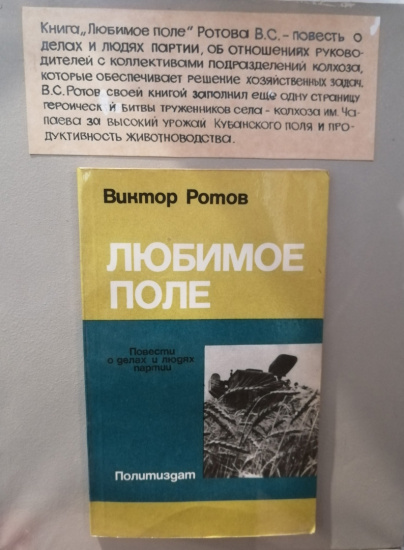 Книга „Любимое поле" Ротова В.С.-повесть о
делах и людях партии, об отношениях руково-
дителей с коллективами подразделений колхоза,
которые обеспечивает решение хозяйственных задач.
В.С.Ротов своей книгой заполнил еще одну страницу
героической битвы труженников села - колхоза им. Ча-
паева за высокий урожай Кубанского поля и про-
дуктивность животноводства.
Виктор Ротов
ЛЮБИМОЕ
ПОЛЕ
Повести
о делах и людях
партии
Политиздат